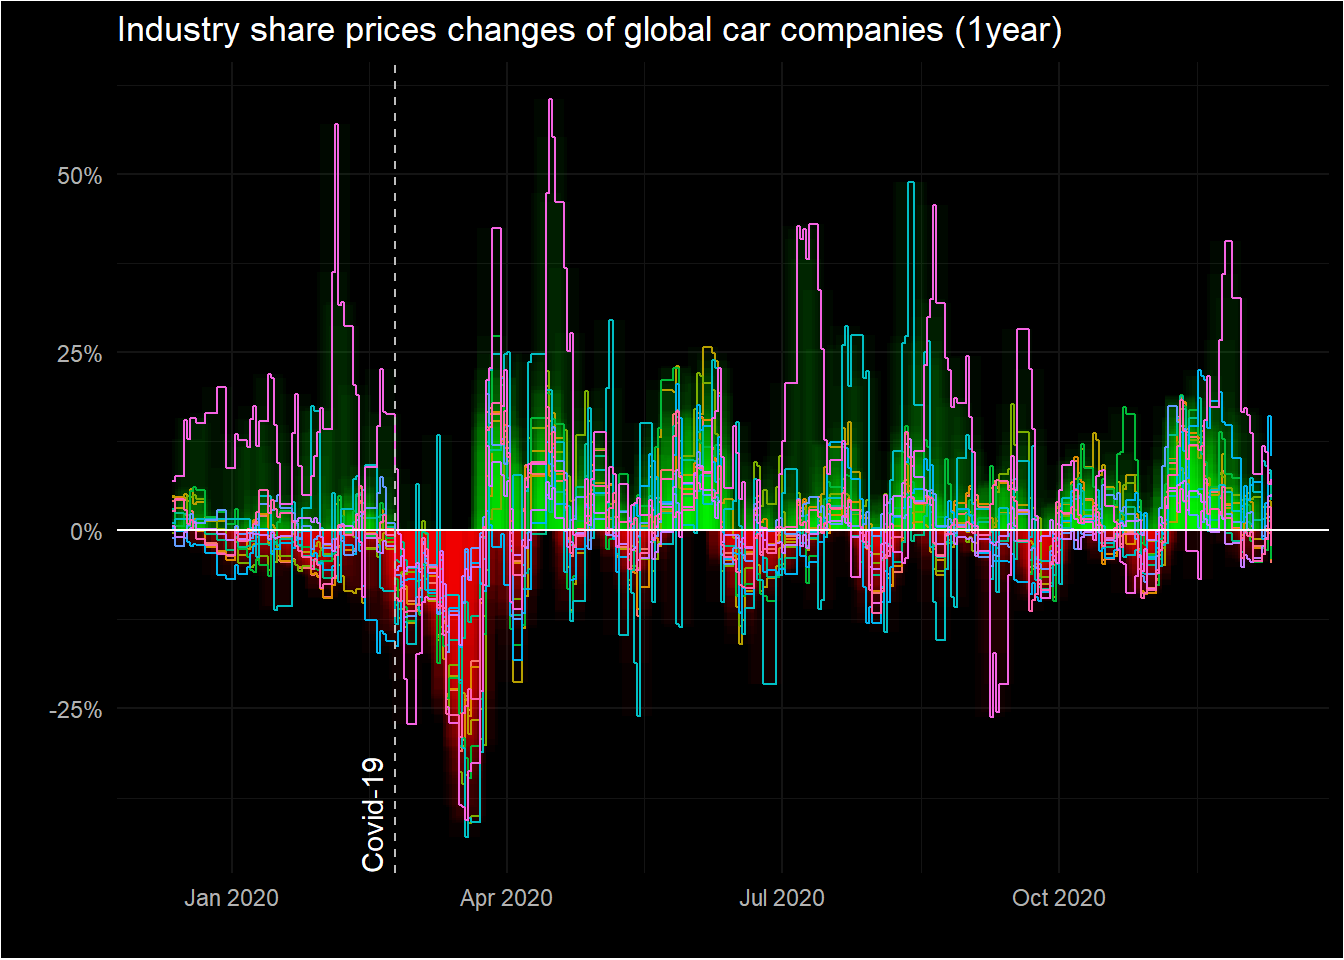 Industry share prices changes of global car companies (1year)
50%
25%
0%
-25%
Covid-19
Jan 2020
Apr 2020
Jul 2020
Oct 2020